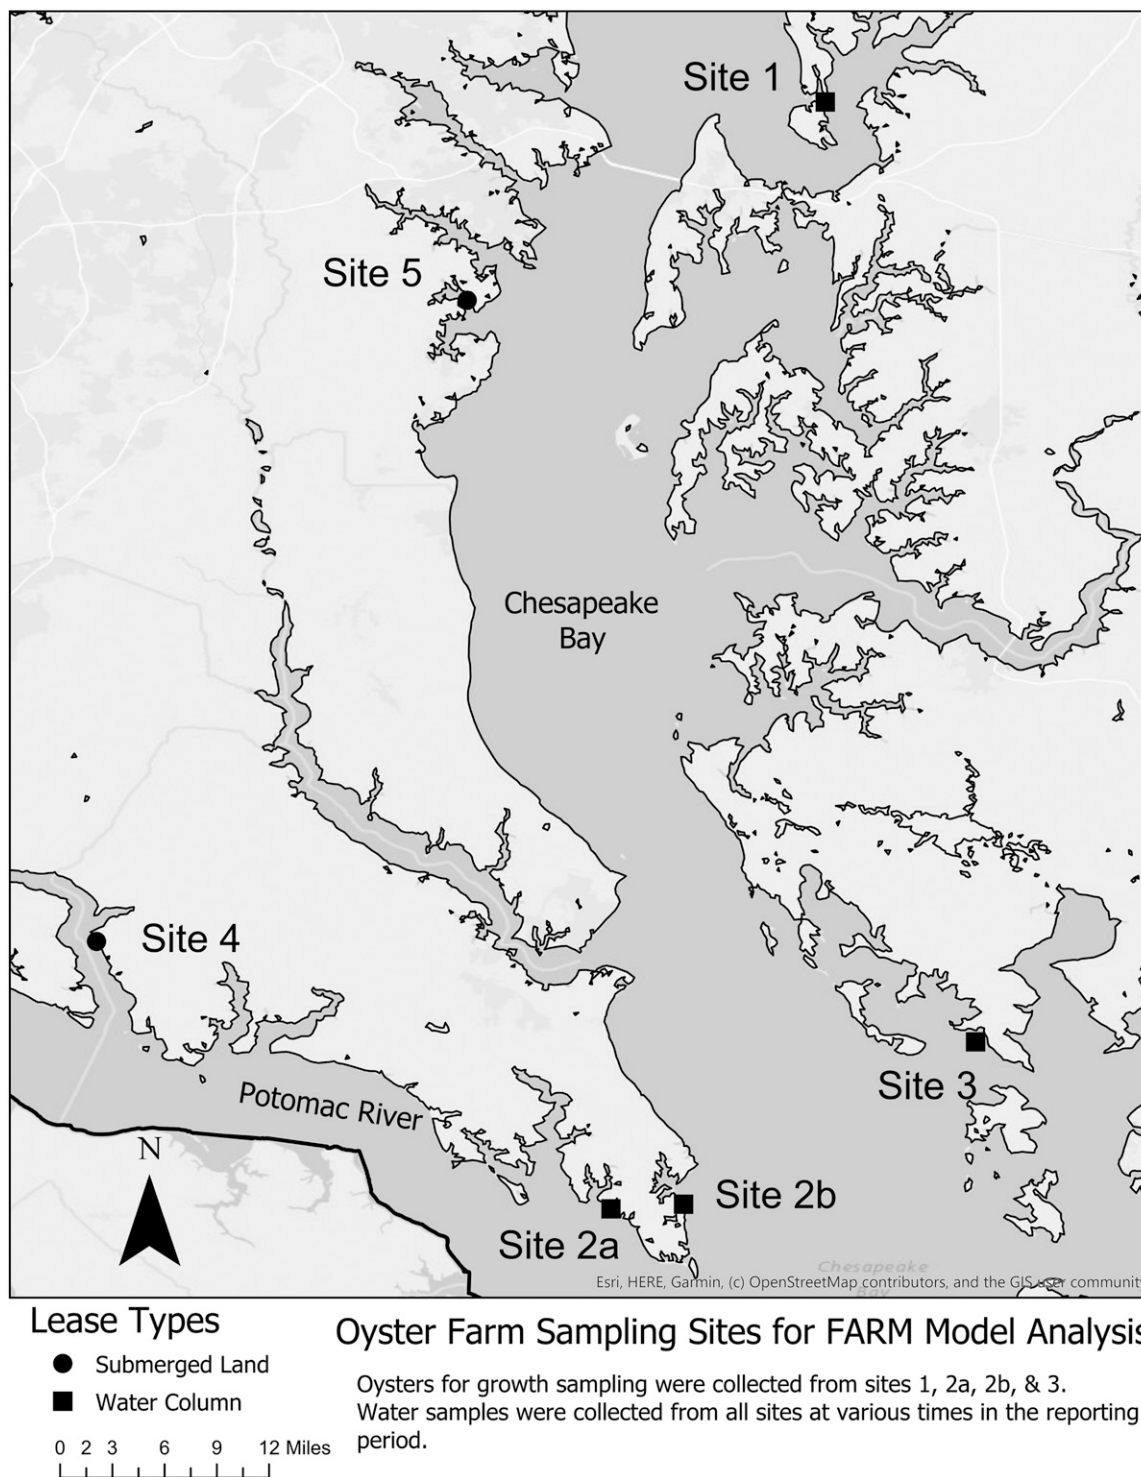 Site 1
Site 5
Chesapeake
Bay
Site 4
Site 3
Potomac River
N
Site 2b
Site 2a
Chesapeake
Bay
Esri, HERE, Garmin, (c) OpenStreetMap contributors, and the GIS user community
Lease Types
Submerged Land
Water Column
0 2 3 6 9 12 Miles
Oyster Farm Sampling Sites for FARM Model Analysis
Oysters for growth sampling were collected from sites 1, 2a, 2b, & 3.
Water samples were collected from all sites at various times in the reporting
period.